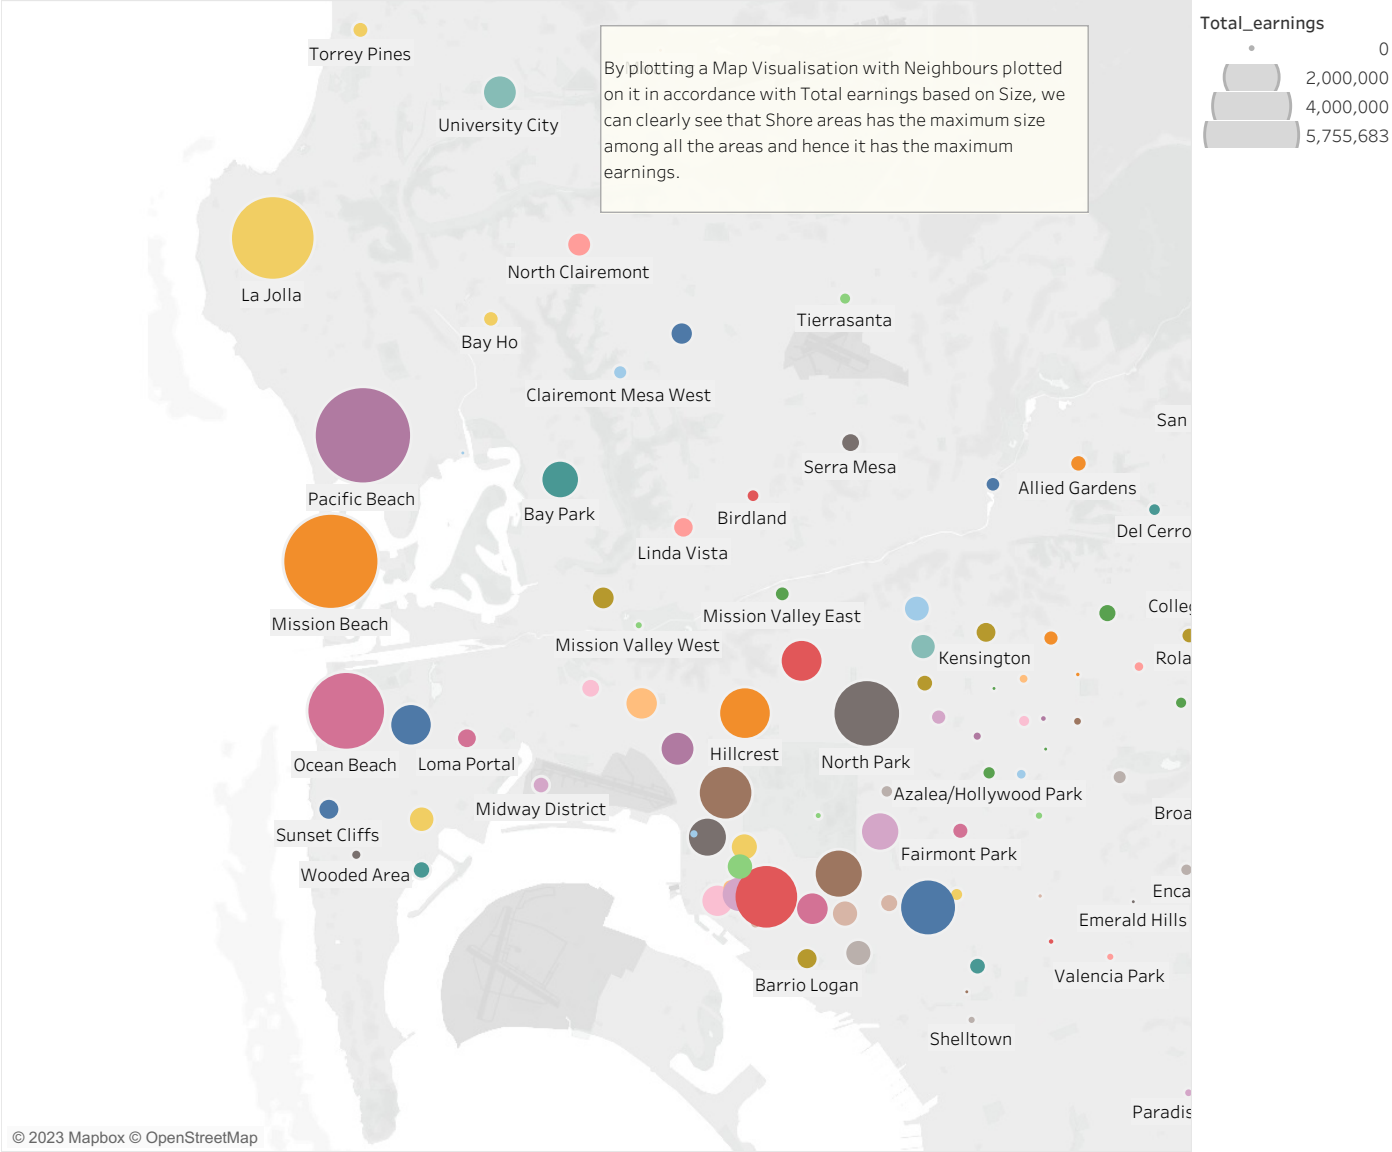 Total_earnings
0
2,000,000
4,000,000
5,755,683
By plotting a Map Visualisation with Neighbours plotted
on it in accordance with Total earnings based on Size, we
can clearly see that Shore areas has the maximum size
among all the areas and hence it has the maximum
earnings.
Torrey Pines
University City
La Jolla
North Clairemont
Bay Ho
Tierrasanta
Clairemont Mesa West
San
Serra Mesa
Pacific Beach
Allied Gardens
Bay Park
Birdland
Del Cerro
Linda Vista
Colleg
Mission Valley East
Mission Beach
Mission Valley West
Kensington
Rola
Hillcrest
North Park
Ocean Beach
Loma Portal
Azalea/Hollywood Park
Midway District
Broa
Sunset Cliffs
Fairmont Park
Wooded Area
Enca
Emerald Hills
Valencia Park
Barrio Logan
Shelltown
Paradis
© 2023 Mapbox © OpenStreetMap